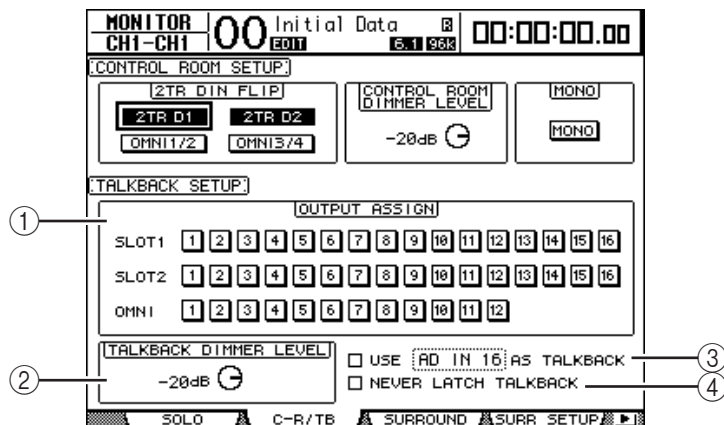 MONITOR
CH1-CH1
00 Initial Data R
EDIT 6.1 96k
00:00:00.00
CONTROL ROOM SETUP
2TR DIN FLIP
2TR D1 2TR D2
OMNI1/2 OMNI3/4
CONTROL ROOM
DIMMER LEVEL
-20dB
MONO
MONO
TALKBACK SETUP
OUTPUT ASSIGN
1
SLOT1 1 2 3 4 5 6 7 8 9 10 11 12 13 14 15 16
SLOT2 1 2 3 4 5 6 7 8 9 10 11 12 13 14 15 16
OMNI 1 2 3 4 5 6 7 8 9 10 11 12
TALKBACK DIMMER LEVEL
2
-20dB
USE AD IN 16 AS TALKBACK 3
NEVER LATCH TALKBACK 4
SOLO C-R/TB SURROUND SURR SETUP